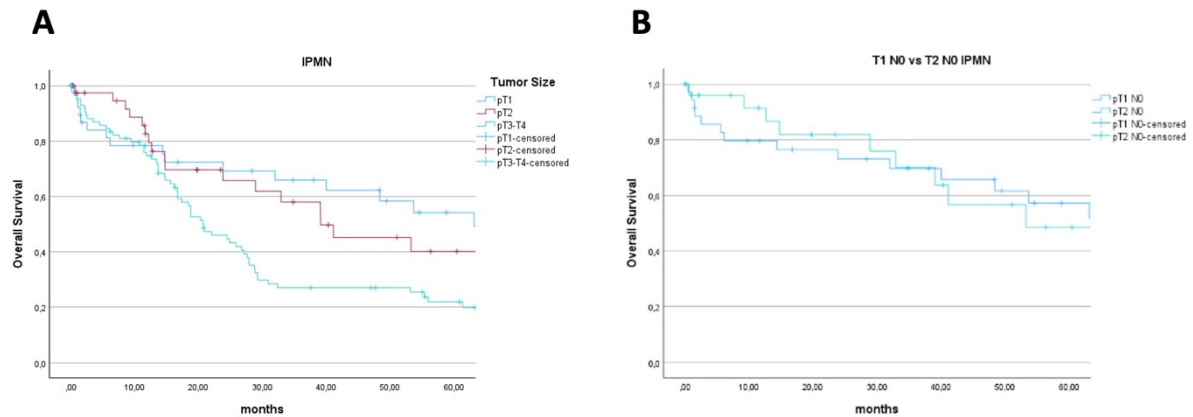 A
IPMN
Overall Survival
1,0
0,8
0,6
0,4
0,2
0,0
,00
10,00
20,00
30,00
40,00
50,00
60,00
months
Tumor Size
pT1
pT2
pT3-T4
pT1-censored
pT2-censored
pT3-T4-censored
B
T1 N0 vs T2 N0 IPMN
Overall Survival
1,0
0,8
0,6
0,4
0,2
0,0
,00
10,00
20,00
30,00
40,00
50,00
60,00
months
pT1 N0
pT2 N0
pT1 N0-censored
pT2 N0-censored